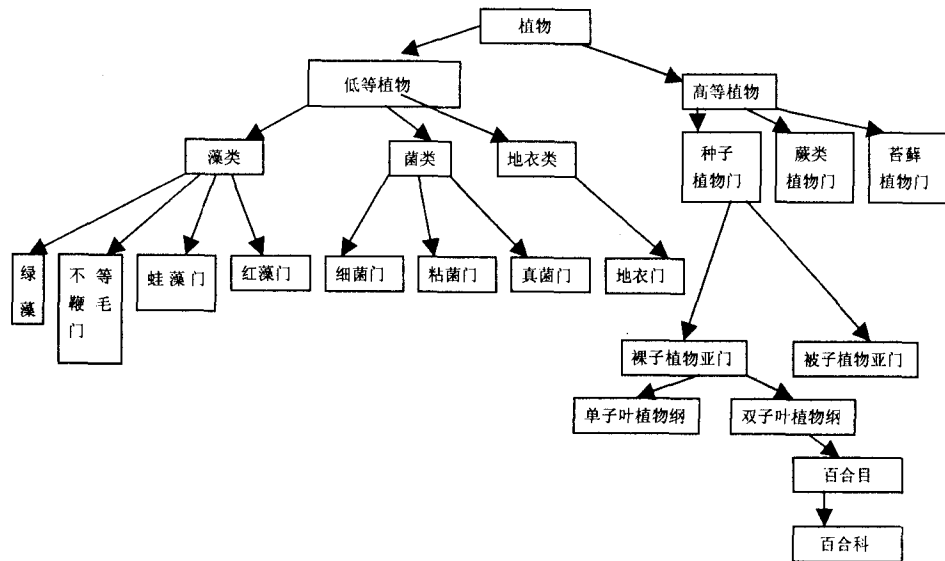 植物
低等植物
高等植物
藻类
菌类
地衣类
种子
植物门
蕨类
植物门
苔藓
植物门
绿
藻
不等
鞭毛
门
蛙藻门
红藻门
细菌门
粘菌门
真菌门
地衣门
裸子植物亚门
被子植物亚门
单子叶植物纲
双子叶植物纲
百合目
百合科